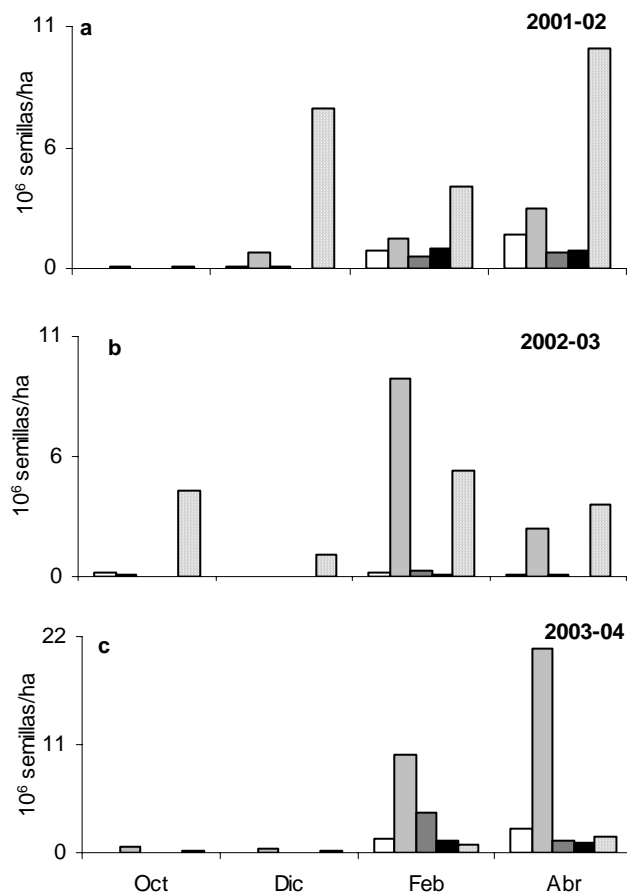 a
2001-02
11
6
0
10⁶ semillas/ha
b
2002-03
11
6
0
10⁶ semillas/ha
c
2003-04
22
11
0
10⁶ semillas/ha
Oct Dic Feb Abr